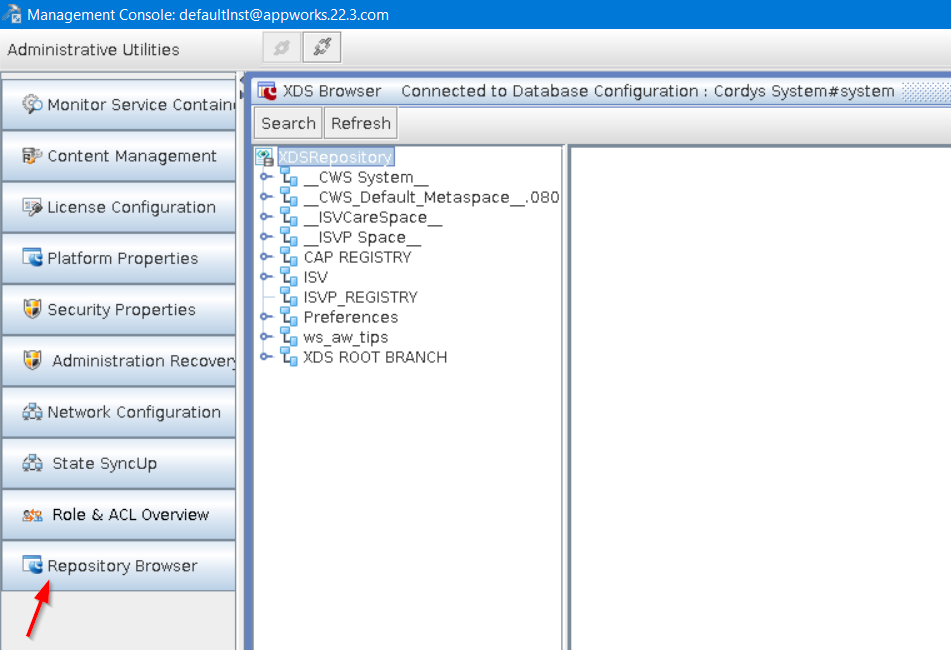 Management Console: defaultInst@appworks.22.3.com
Administrative Utilities
Monitor Service Contain
Content Management
License Configuration
Platform Properties
Security Properties
Administration Recovery
Network Configuration
State SyncUp
Role & ACL Overview
Repository Browser
XDS Browser Connected to Database Configuration : Cordys System#system
Search Refresh
XDSRepository
__CWS System__
__CWS_Default_Metaspace__.080
__ISVCareSpace__
__ISVP Space__
CAP REGISTRY
ISV
ISVP_REGISTRY
Preferences
ws_aw_tips
XDS ROOT BRANCH